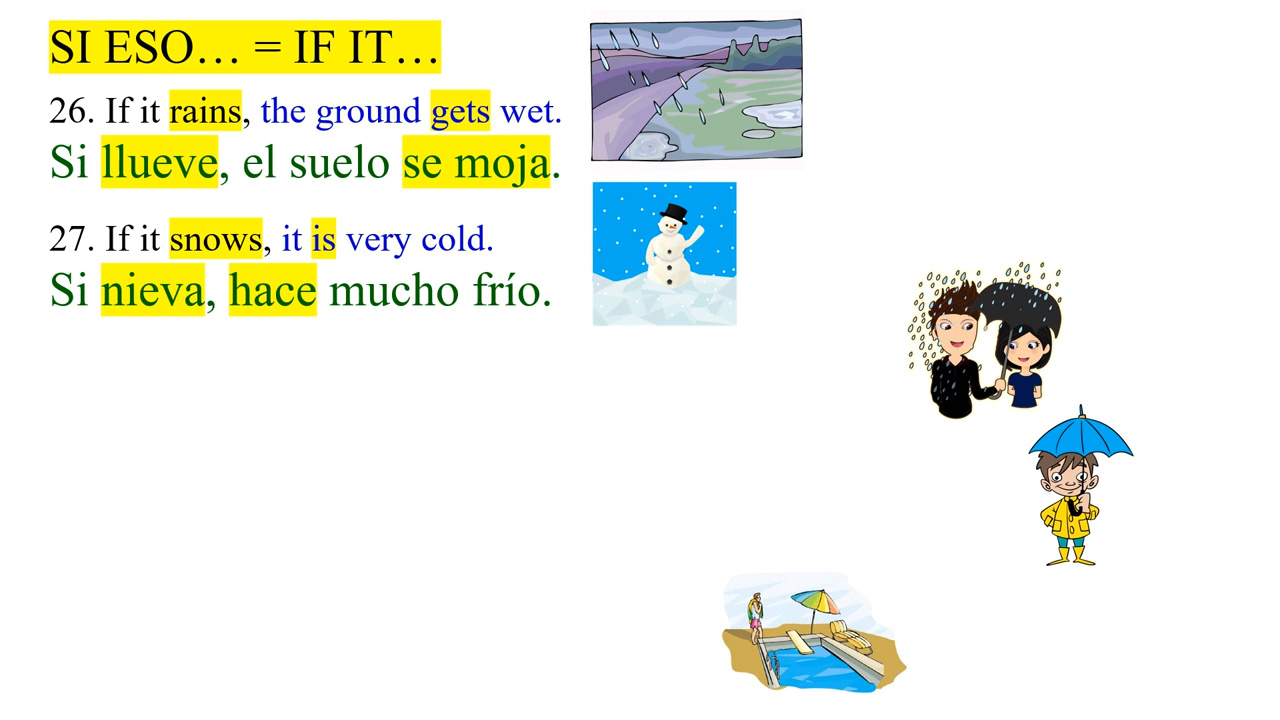 SI ESO… = IF IT…
26. If it rains, the ground gets wet.
Si llueve, el suelo se moja.
27. If it snows, it is very cold.
Si nieva, hace mucho frío.